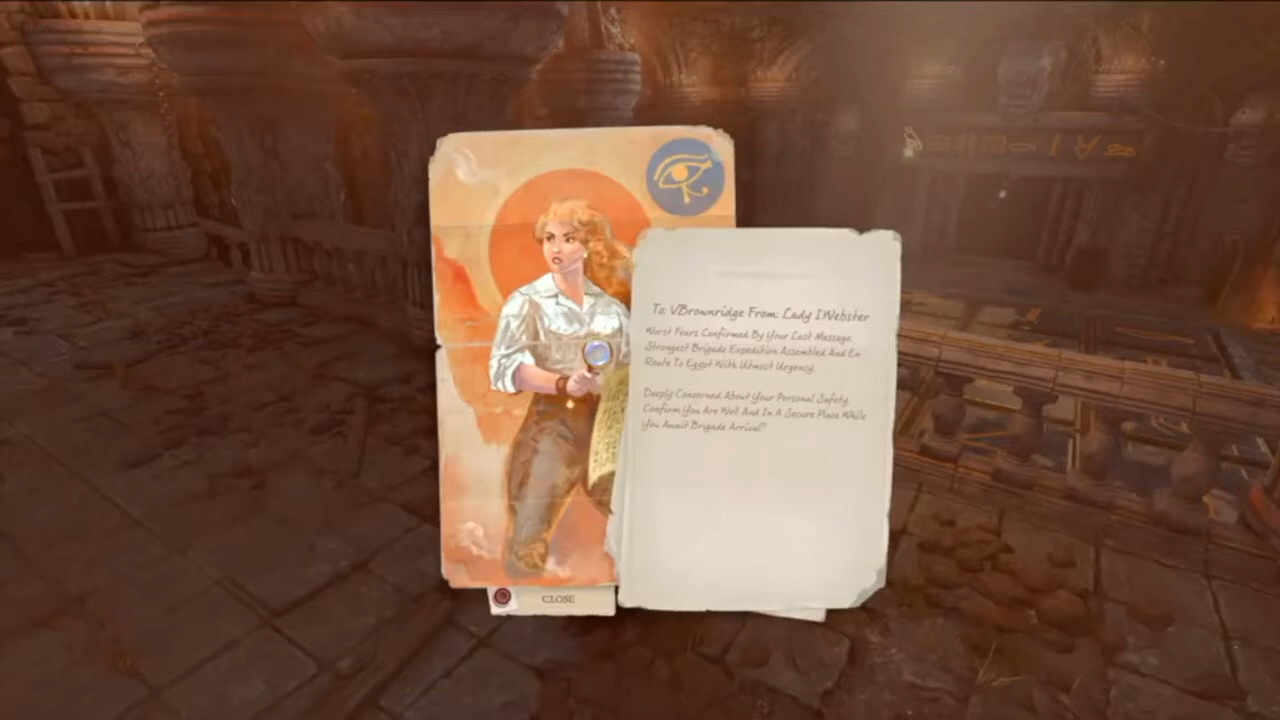 To: VBrownridge From: Lady I.Webster
Worst Fears Confirmed By Your Last Message.
Strongest Brigade Expedition Assembled And En
Route To Egypt With Utmost Urgency.
Deeply Concerned About Your Personal Safety.
Confirm You Are Well And In A Secure Place While
You Await Brigade Arrival?
CLOSE